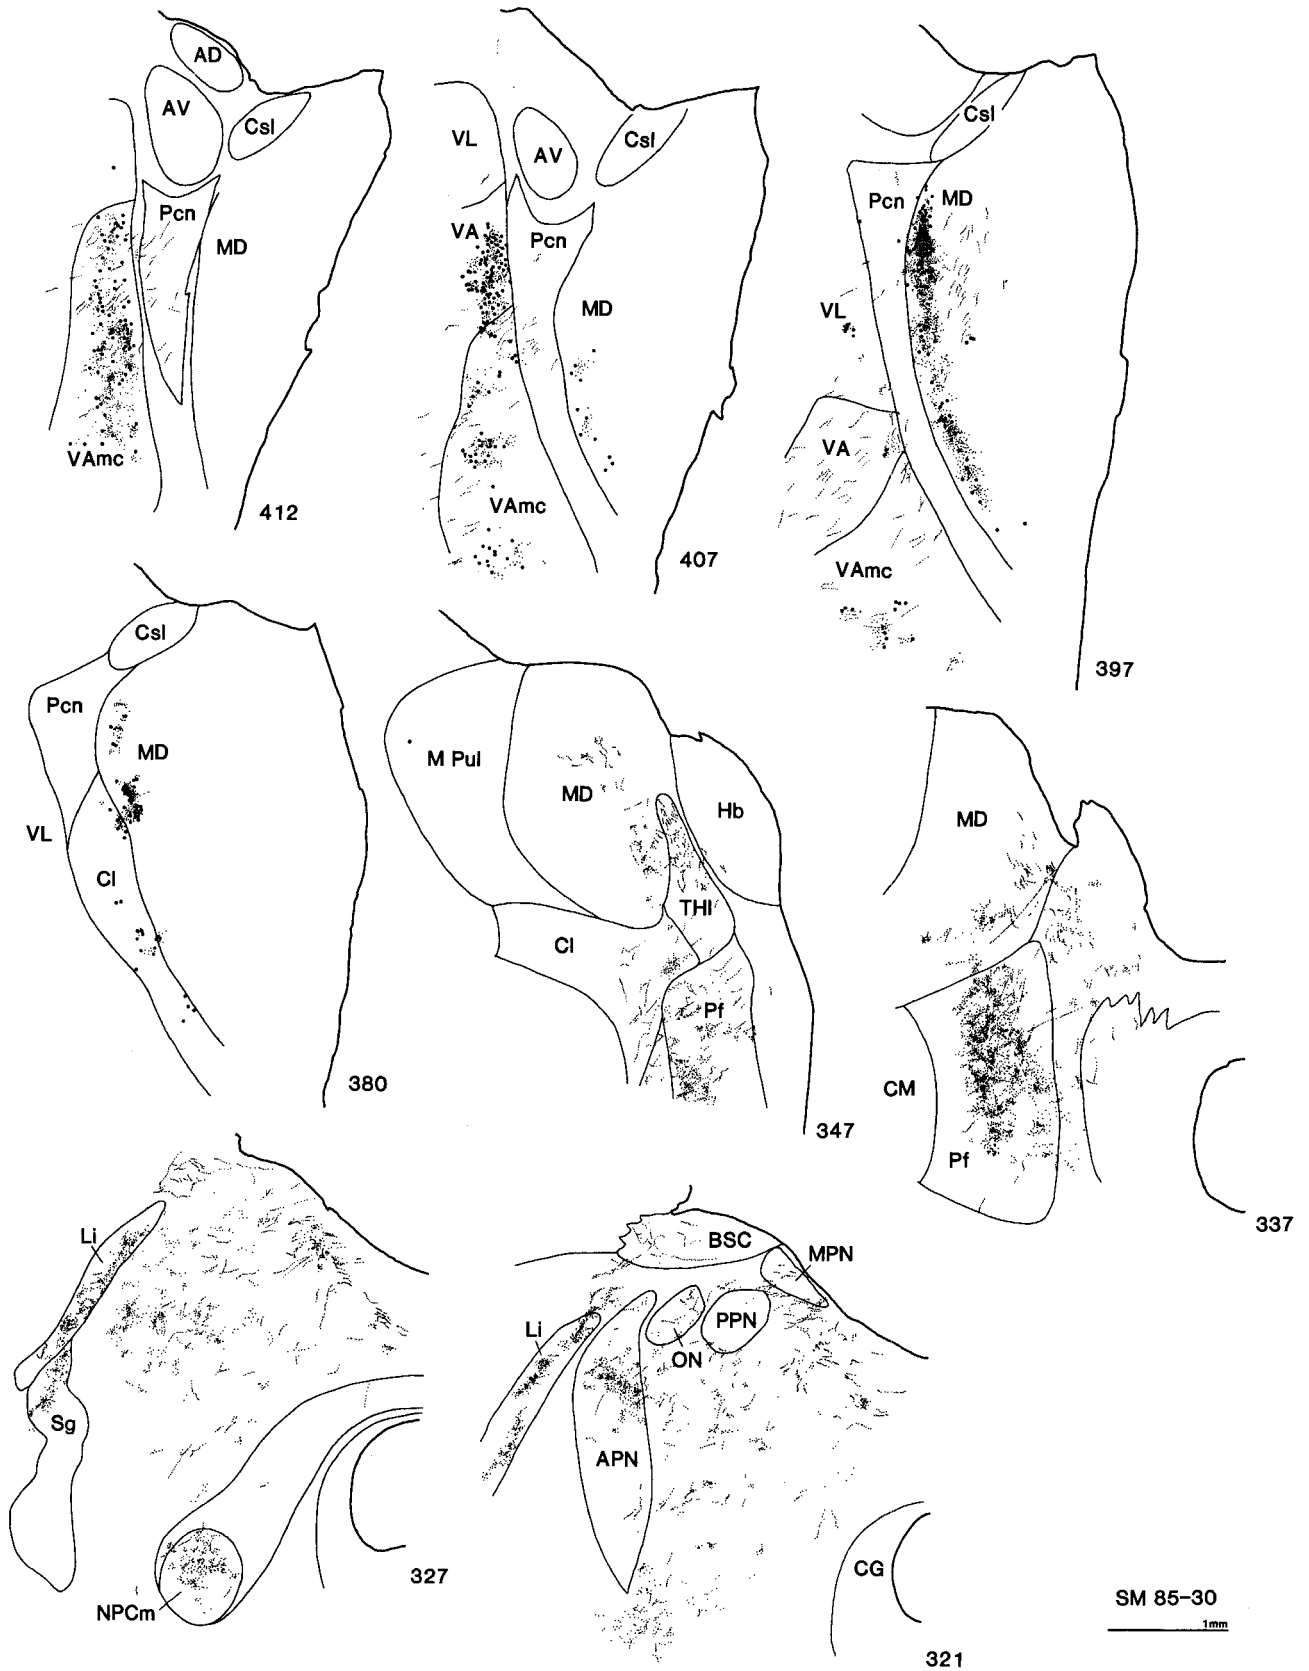 AD
AV
Csl
Pcn
MD
VAmc
412
VL
AV
Csl
VA
Pcn
MD
VAmc
407
Csl
Pcn
MD
VL
VA
VAmc
397
Csl
Pcn
MD
VL
Cl
380
M Pul
MD
Hb
THI
Cl
Pf
347
MD
CM
Pf
337
Li
Sg
NPCm
327
BSC
MPN
Li
PPN
ON
APN
CG
321
SM 85-30
1mm